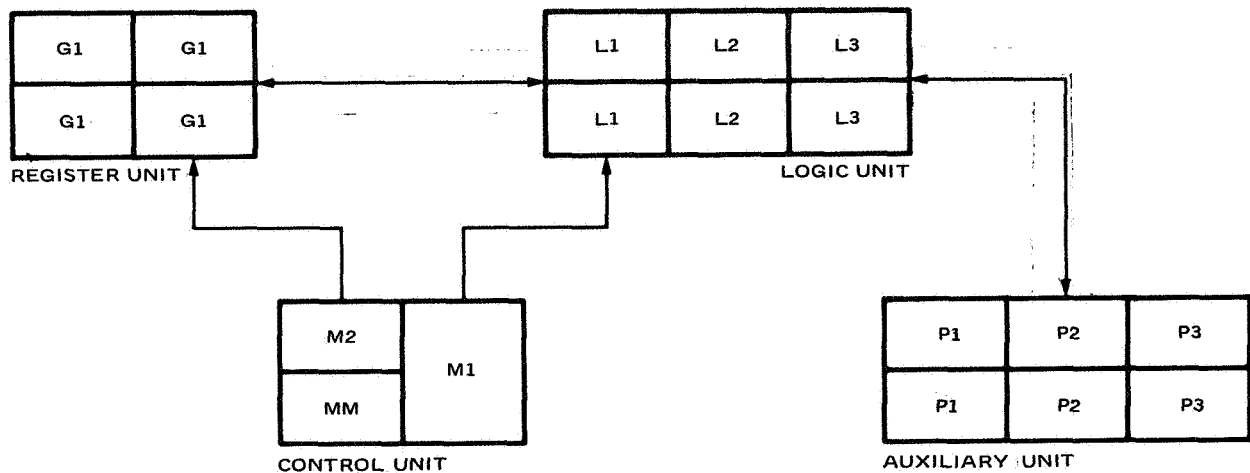 G1 G1
G1 G1
REGISTER UNIT
L1 L2 L3
L1 L2 L3
LOGIC UNIT
M2
M1
MM
CONTROL UNIT
P1 P2 P3
P1 P2 P3
AUXILIARY UNIT